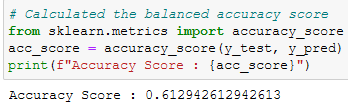 # Calculated the balanced accuracy score
from sklearn.metrics import accuracy_score
acc_score = accuracy_score(y_test, y_pred)
print(f"Accuracy Score : {acc_score}")
Accuracy Score : 0.612942612942613